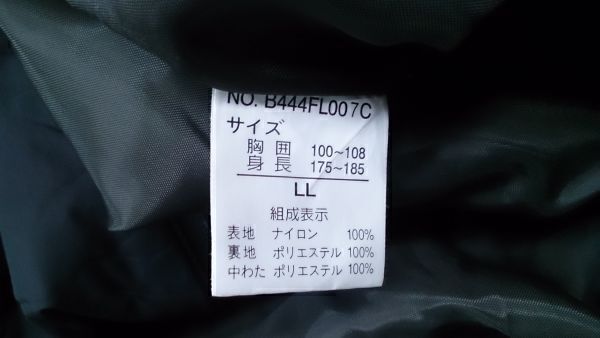 NO. B444FL007C
サイズ
胸囲 100~108
身長 175~185
LL
組成表示
表地 ナイロン 100%
裏地 ポリエステル 100%
中わた ポリエステル 100%